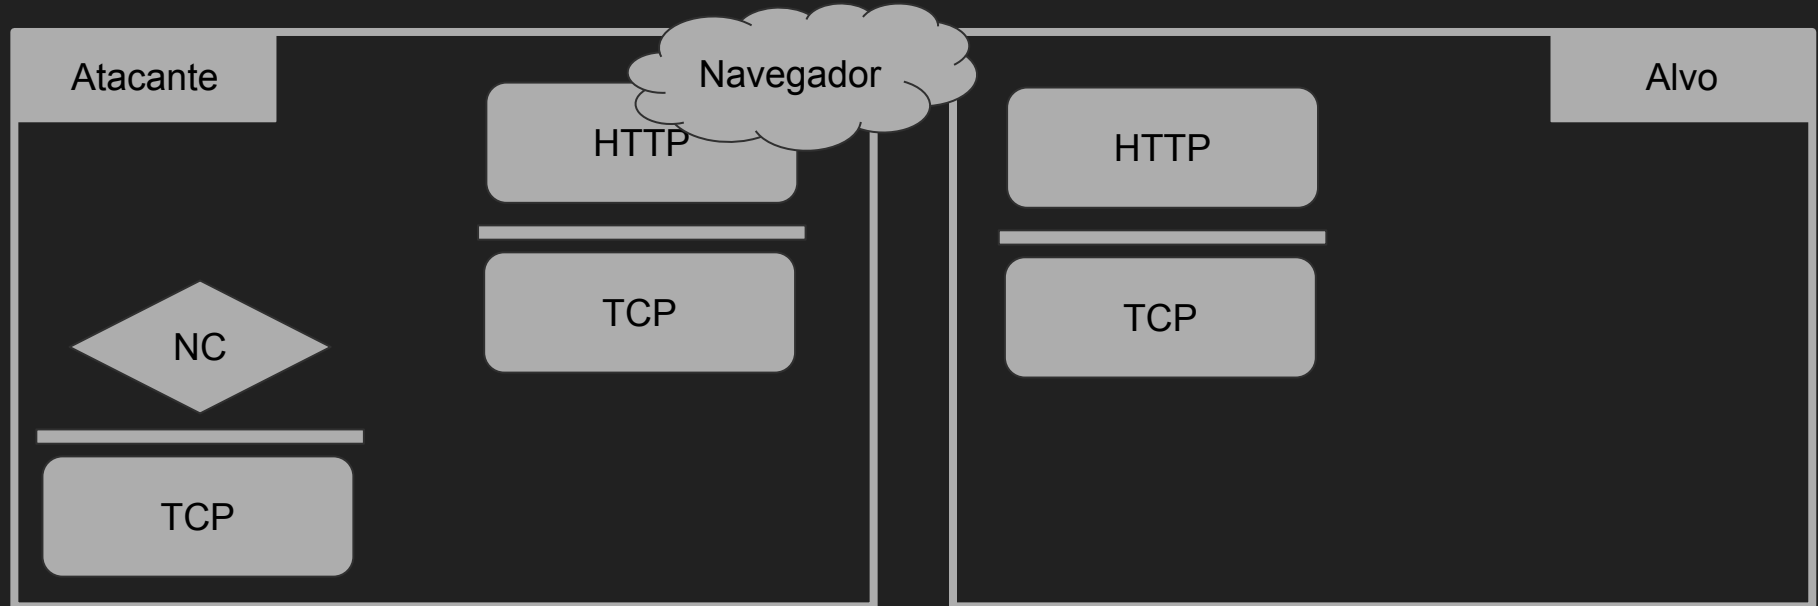 Atacante
Navegador
Alvo
HTTP
HTTP
TCP
TCP
NC
TCP